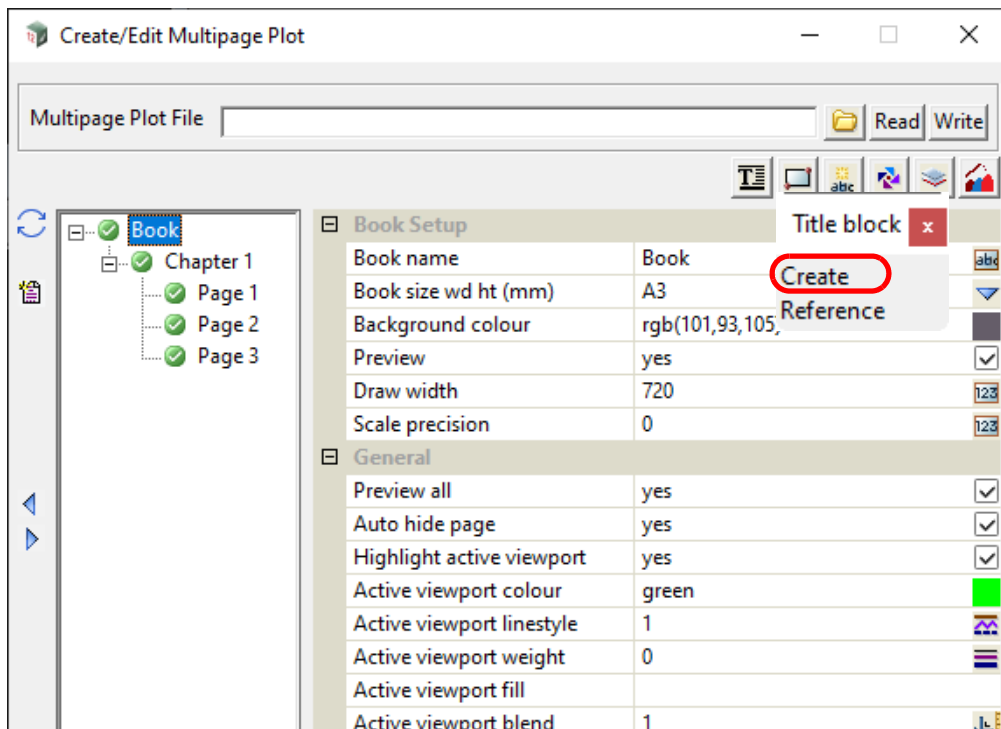 Create/Edit Multipage Plot
Multipage Plot File
Read Write
abc
Title block x
Create
Reference
Book
Chapter 1
Page 1
Page 2
Page 3
Book Setup
Book name Book abc
Book size wd ht (mm) A3
Background colour rgb(101,93,105)
Preview yes
Draw width 720 123
Scale precision 0 123
General
Preview all yes
Auto hide page yes
Highlight active viewport yes
Active viewport colour green
Active viewport linestyle 1
Active viewport weight 0
Active viewport fill
Active viewport blend 1